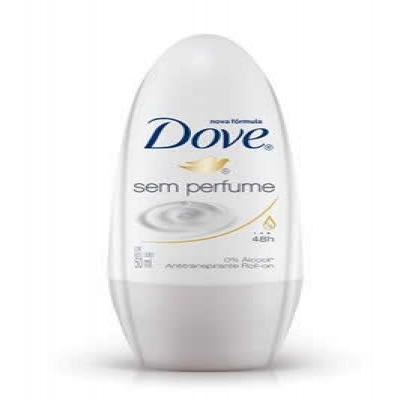 nova fórmula
Dove®
®
sem perfume
48h
0% Álcool*
Antitranspirante Roll-on